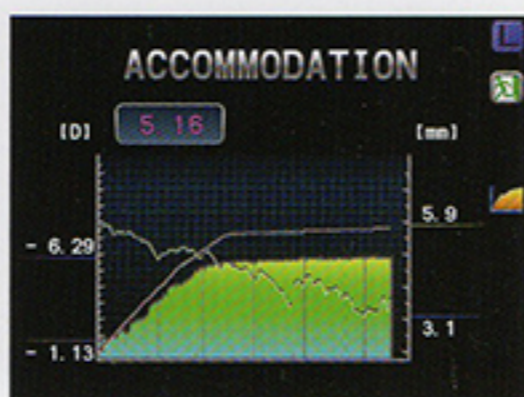 ACCOMMODATION
L
[D]
5.16
[mm]
5.9
- 6.29
3.1
- 1.13